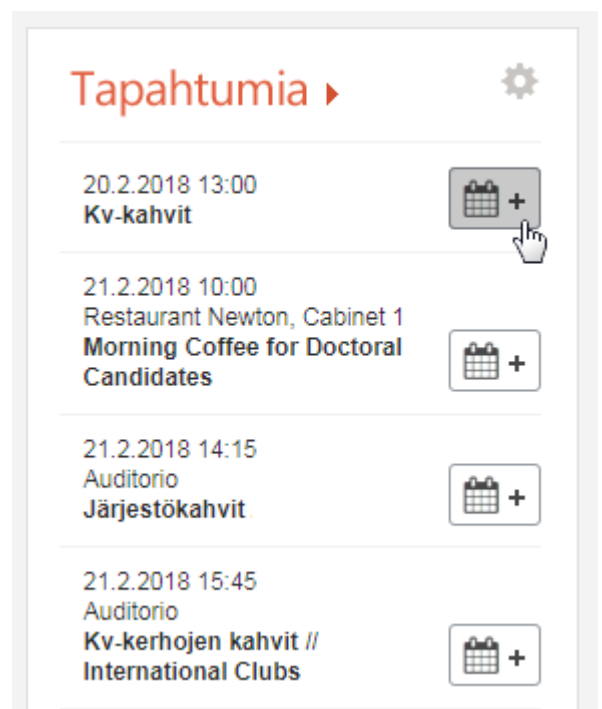 Tapahtumia
20.2.2018 13:00
Kv-kahvit
+
21.2.2018 10:00
Restaurant Newton, Cabinet 1
Morning Coffee for Doctoral
Candidates
+
21.2.2018 14:15
Auditorio
Järjestökahvit
+
21.2.2018 15:45
Auditorio
Kv-kerhojen kahvit //
International Clubs
+